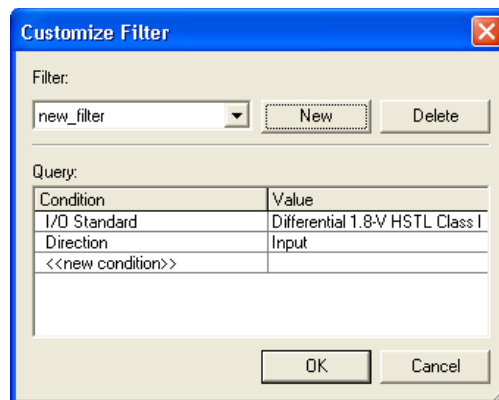 Customize Filter
Filter:
new_filter New Delete
Query:
Condition Value
I/O Standard Differential 1.8-V HSTL Class I
Direction Input
<<new condition>>
OK Cancel